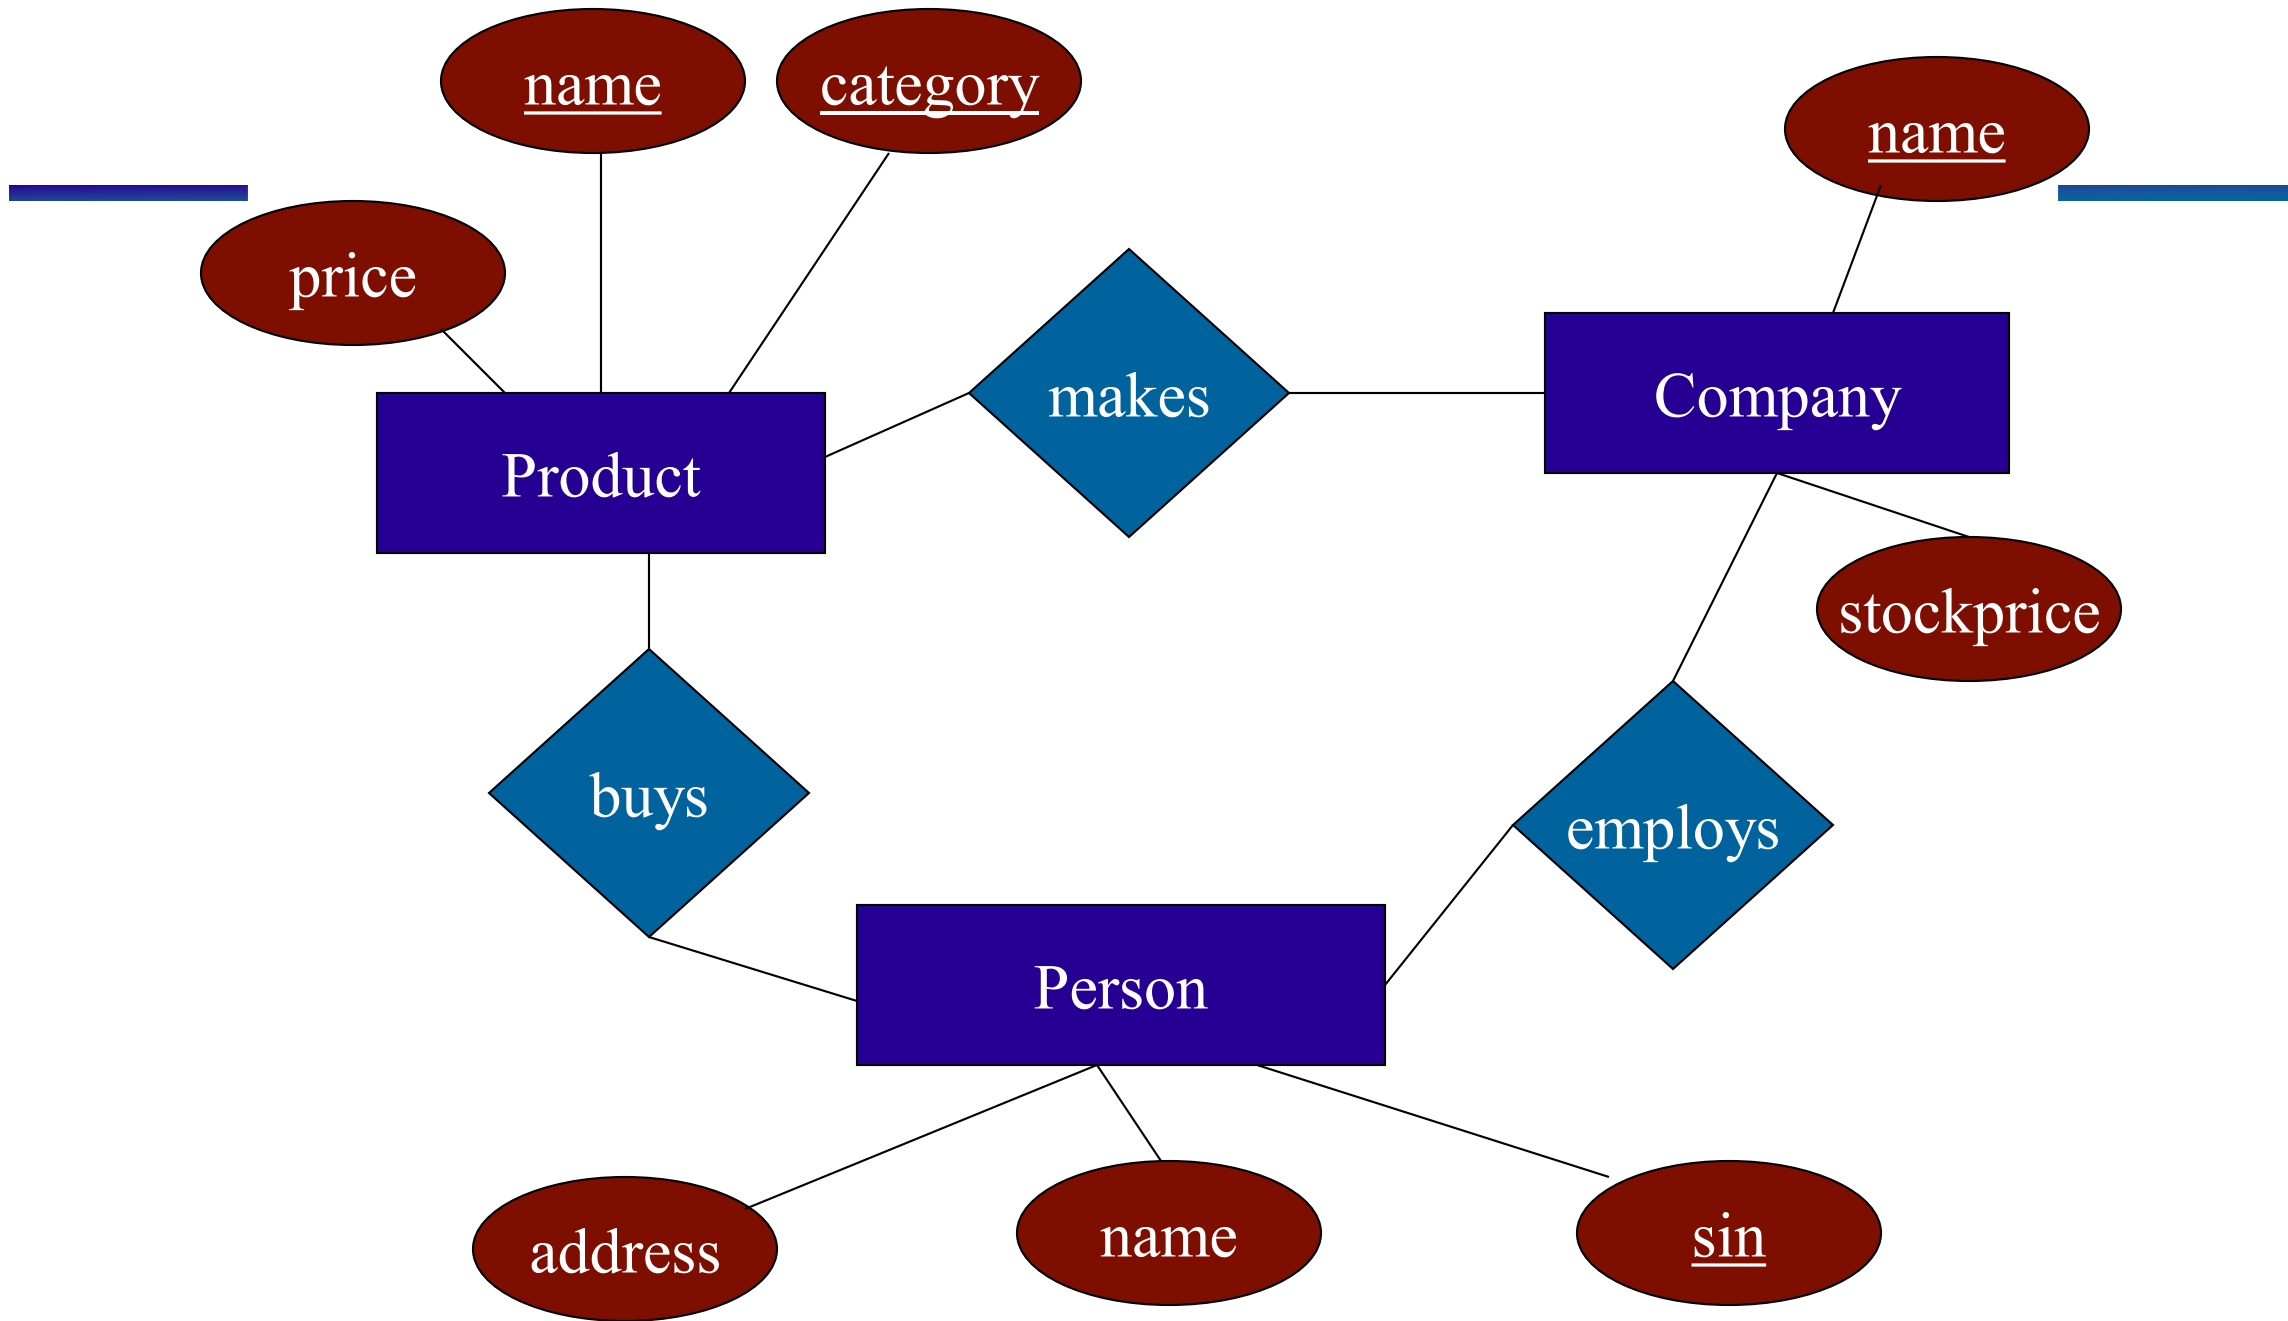 name
category
name
price
makes
Company
Product
stockprice
buys
employs
Person
address
name
sin